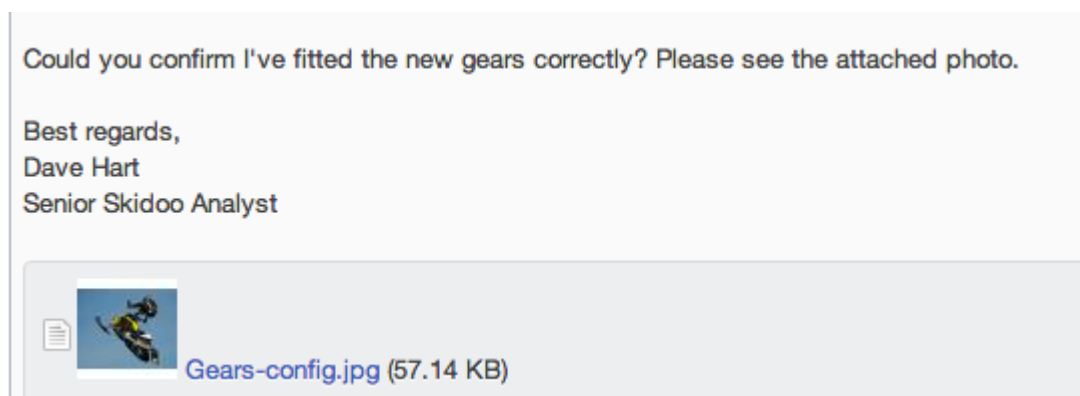 Could you confirm I've fitted the new gears correctly? Please see the attached photo.
Best regards,
Dave Hart
Senior Skidoo Analyst
Gears-config.jpg (57.14 KB)